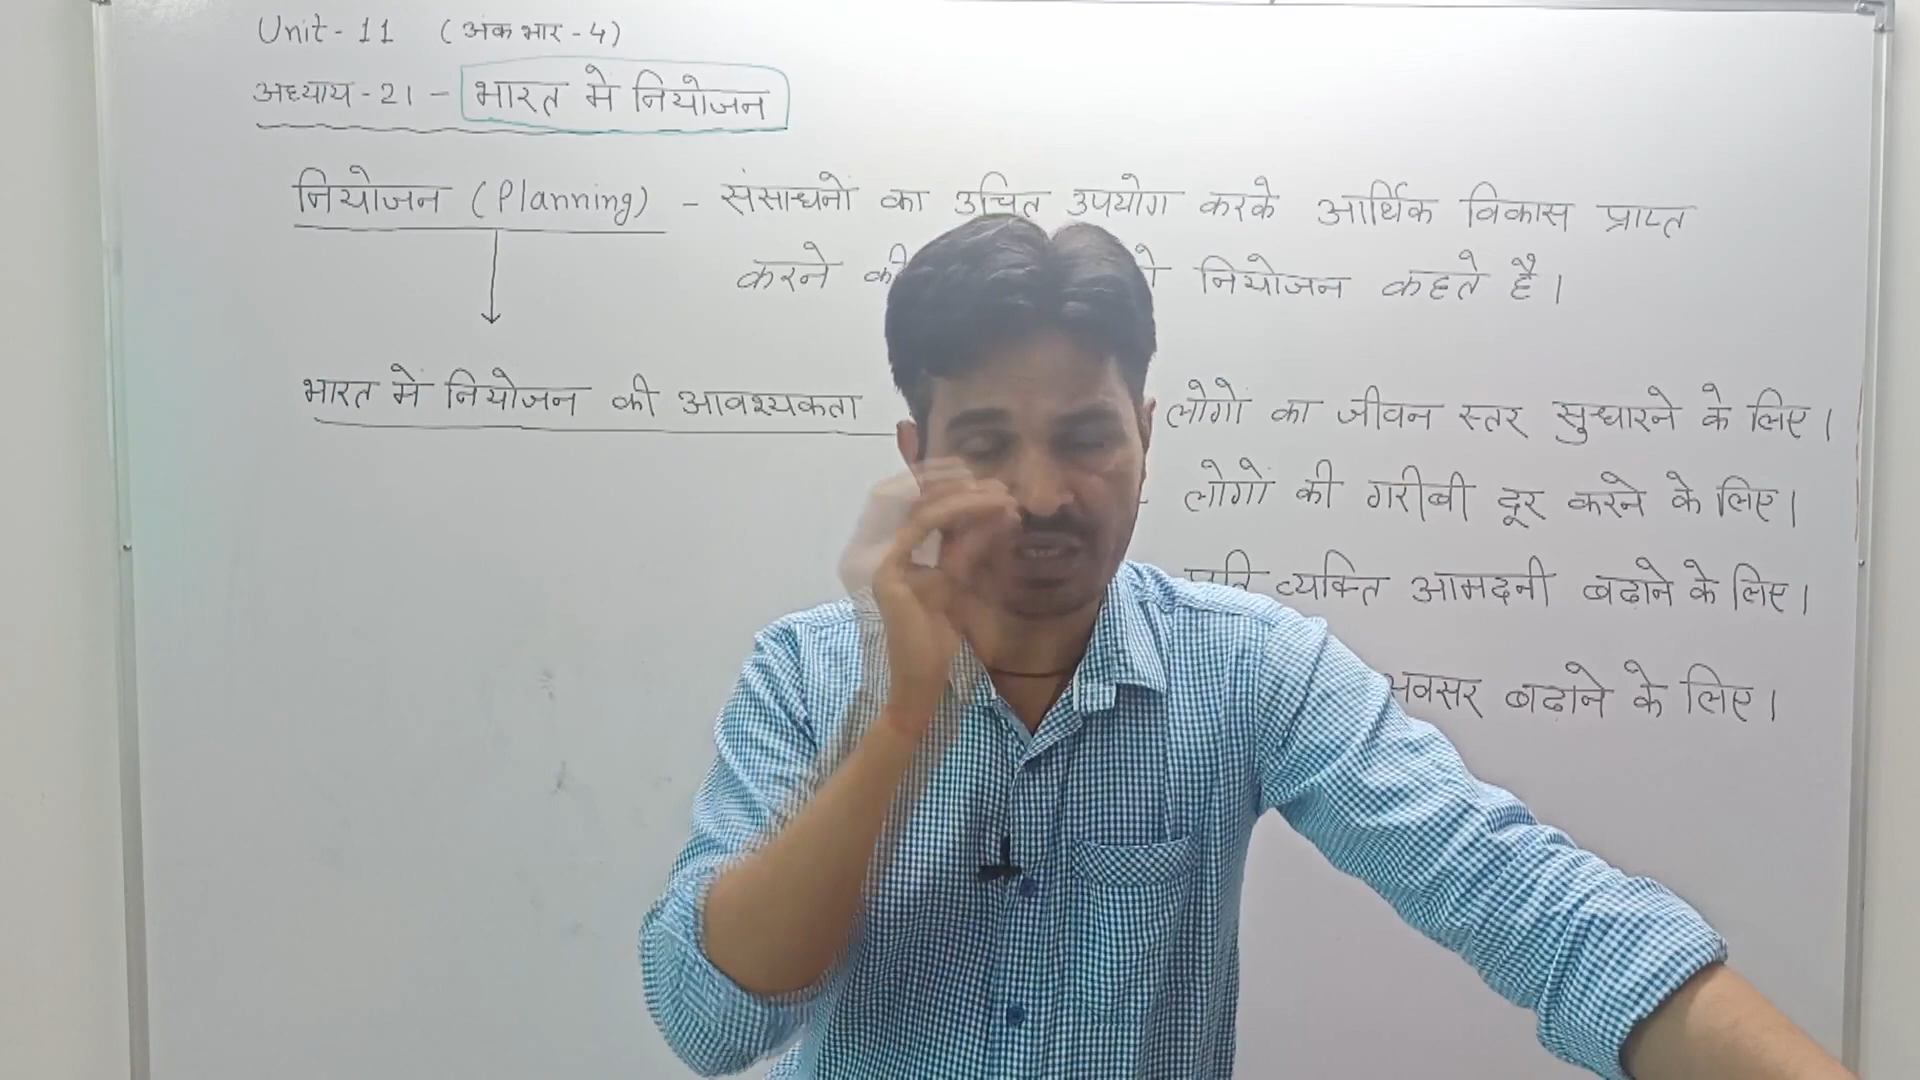 Unit - 11 (अंक भार - 4)
अध्याय - 21 - भारत मे नियोजन
नियोजन (Planning) - संसाधनों का उचित उपयोग करके आर्थिक विकास प्राप्त
करने की नियोजन कहते है।
भारत में नियोजन की आवश्यकता लोगों का जीवन स्तर सुधारने के लिए।
लोगों की गरीबी दूर करने के लिए।
व्यक्ति आमदनी बढाने के लिए।
बढाने के लिए।